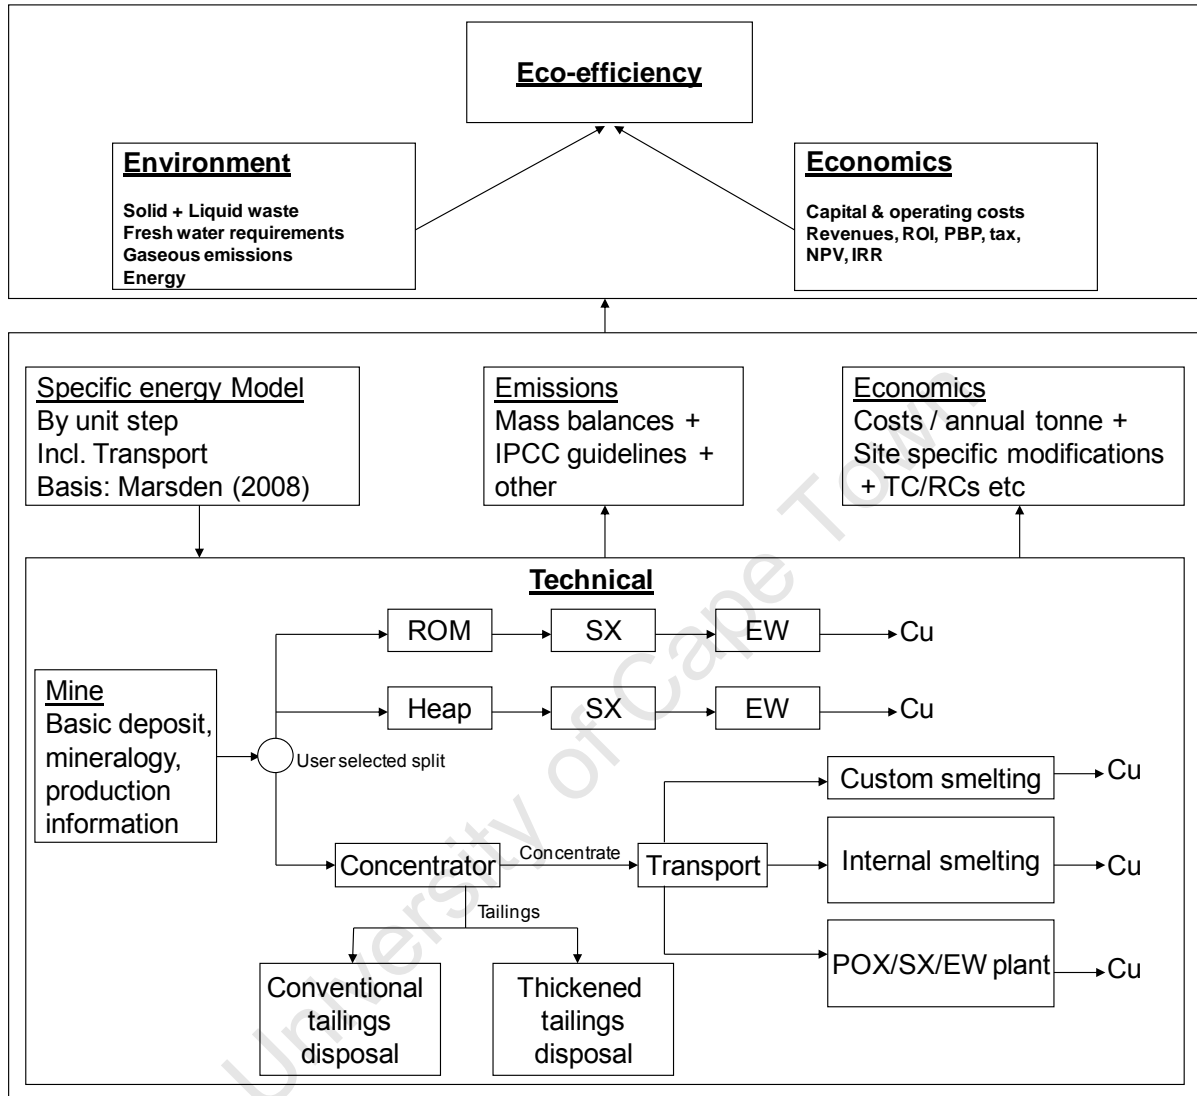 Eco-efficiency
Environment
Solid + Liquid waste
Fresh water requirements
Gaseous emissions
Energy
Economics
Capital & operating costs
Revenues, ROI, PBP, tax,
NPV, IRR
Specific energy Model
By unit step
Incl. Transport
Basis: Marsden (2008)
Emissions
Mass balances +
IPCC guidelines +
other
Economics
Costs / annual tonne +
Site specific modifications
+ TC/RCs etc
Technical
ROM
SX
EW
Cu
Mine
Basic deposit,
mineralogy,
production
information
Heap
SX
EW
Cu
User selected split
Custom smelting
Cu
Concentrator
Concentrate
Transport
Internal smelting
Cu
Tailings
POX/SX/EW plant
Cu
Conventional
tailings
disposal
Thickened
tailings
disposal
University of Cape Town